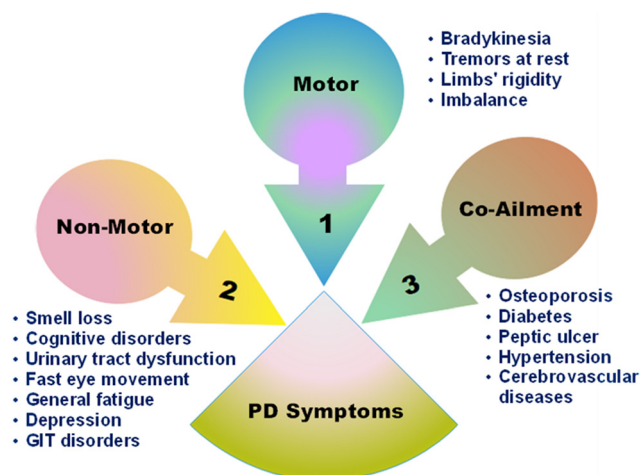 Motor
1
• Bradykinesia
• Tremors at rest
• Limbs' rigidity
• Imbalance
Non-Motor
2
• Smell loss
• Cognitive disorders
• Urinary tract dysfunction
• Fast eye movement
• General fatigue
• Depression
• GIT disorders
Co-Ailment
3
• Osteoporosis
• Diabetes
• Peptic ulcer
• Hypertension
• Cerebrovascular
diseases
PD Symptoms